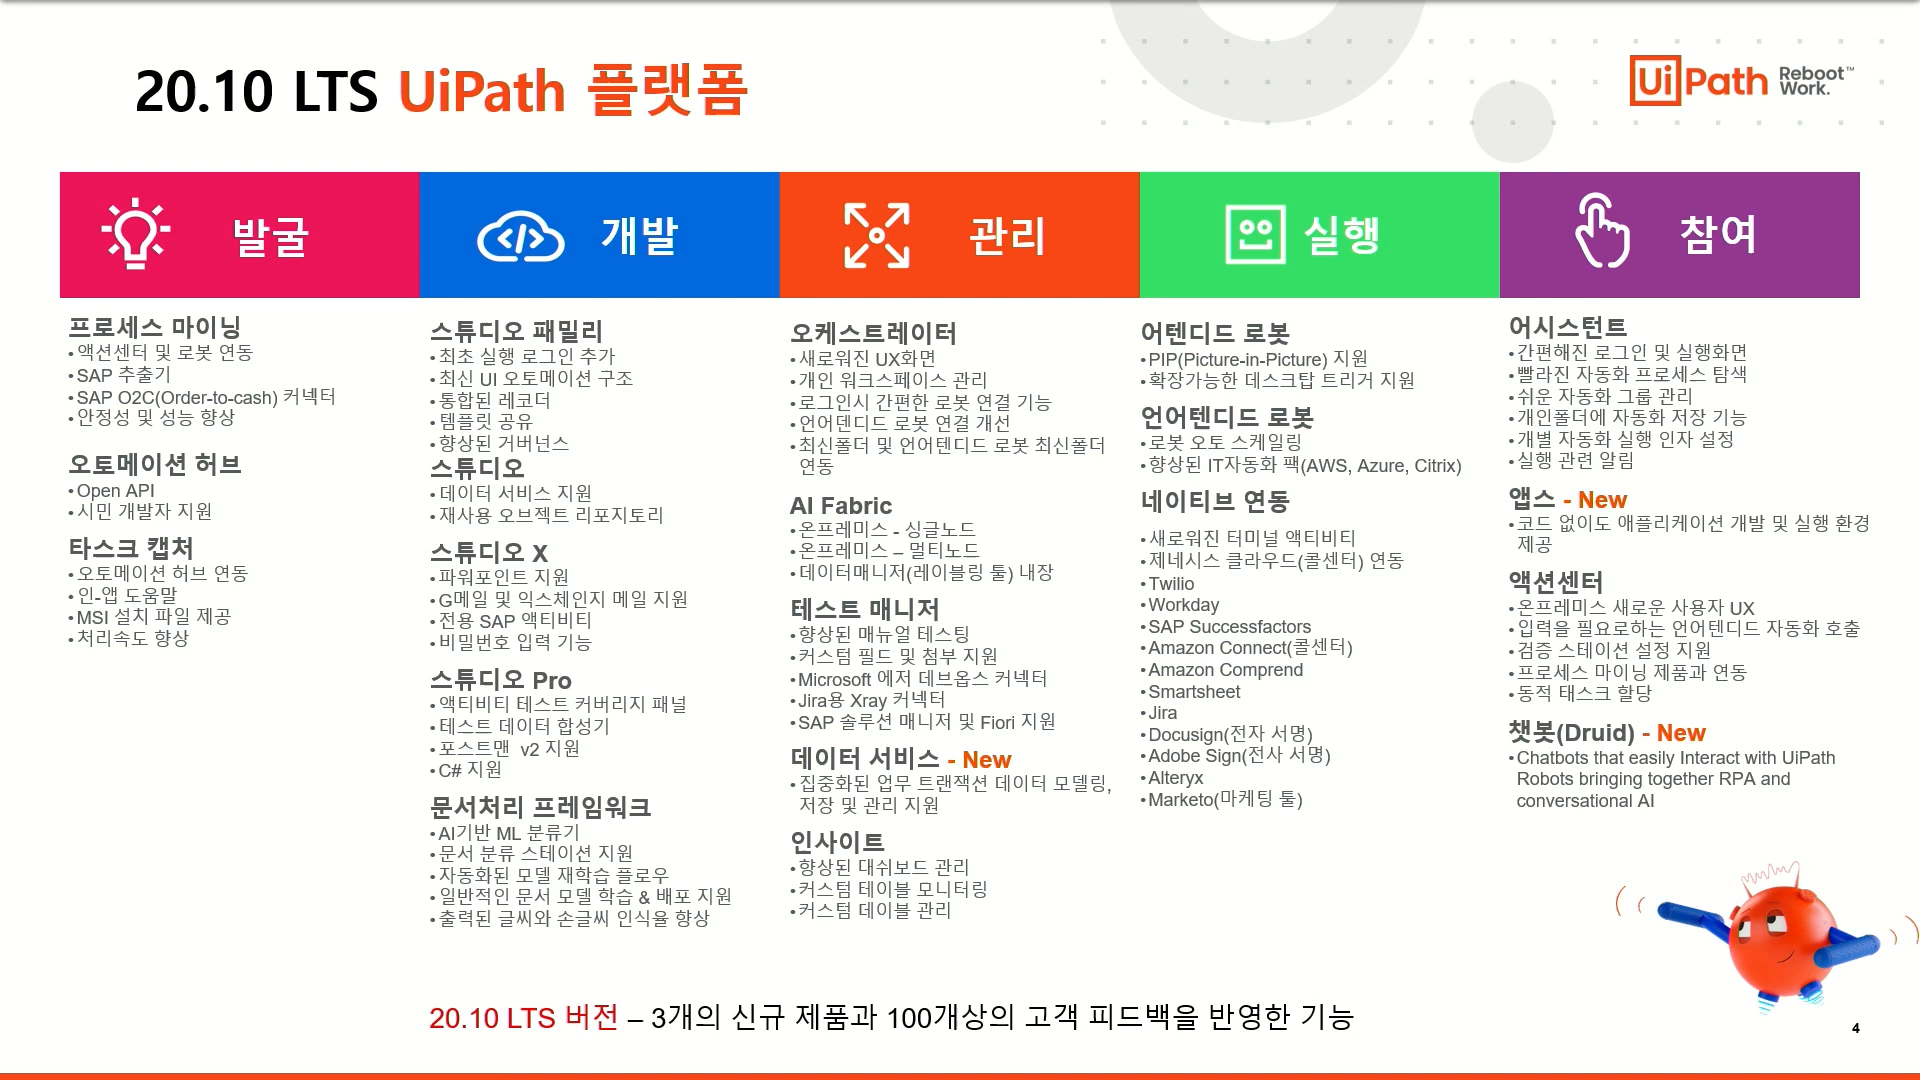 20.10 LTS UiPath 플랫폼
UiPath Reboot Work.™
발굴
프로세스 마이닝
•액션센터 및 로봇 연동
•SAP 추출기
•SAP O2C(Order-to-cash) 커넥터
•안정성 및 성능 향상
오토메이션 허브
•Open API
•시민 개발자 지원
타스크 캡처
•오토메이션 허브 연동
•인-앱 도움말
•MSI 설치 파일 제공
•처리속도 향상
개발
스튜디오 패밀리
•최초 실행 로그인 추가
•최신 UI 오토메이션 구조
•통합된 레코더
•템플릿 공유
•향상된 거버넌스
스튜디오
•데이터 서비스 지원
•재사용 오브젝트 리포지토리
스튜디오 X
•파워포인트 지원
•G메일 및 익스체인지 메일 지원
•전용 SAP 액티비티
•비밀번호 입력 기능
스튜디오 Pro
•액티비티 테스트 커버리지 패널
•테스트 데이터 합성기
•포스트맨 v2 지원
•C# 지원
문서처리 프레임워크
•AI기반 ML 분류기
•문서 분류 스테이션 지원
•자동화된 모델 재학습 플로우
•일반적인 문서 모델 학습 & 배포 지원
•출력된 글씨와 손글씨 인식율 향상
관리
오케스트레이터
•새로워진 UX화면
•개인 워크스페이스 관리
•로그인시 간편한 로봇 연결 기능
•언어덴디드 로봇 연결 개선
•최신폴더 및 언어텐디드 로봇 최신폴더
연동
AI Fabric
•온프레미스 - 싱글노드
•온프레미스 – 멀티노드
•데이터매니저(레이블링 툴) 내장
테스트 매니저
•향상된 매뉴얼 테스팅
•커스텀 필드 및 첨부 지원
•Microsoft 에저 데브옵스 커넥터
•Jira용 Xray 커넥터
•SAP 솔루션 매니저 및 Fiori 지원
데이터 서비스 - New
•집중화된 업무 트랜잭션 데이터 모델링,
저장 및 관리 지원
인사이트
•향상된 대쉬보드 관리
•커스텀 테이블 모니터링
•커스텀 데이블 관리
실행
어텐디드 로봇
•PIP(Picture-in-Picture) 지원
•확장가능한 데스크탑 트리거 지원
언어텐디드 로봇
•로봇 오토 스케일링
•향상된 IT자동화 팩(AWS, Azure, Citrix)
네이티브 연동
•새로워진 터미널 액티비티
•제네시스 클라우드(콜센터) 연동
•Twilio
•Workday
•SAP Successfactors
•Amazon Connect(콜센터)
•Amazon Comprend
•Smartsheet
•Jira
•Docusign(전자 서명)
•Adobe Sign(전사 서명)
•Alteryx
•Marketo(마케팅 툴)
참여
어시스턴트
•간편해진 로그인 및 실행화면
•빨라진 자동화 프로세스 탐색
•쉬운 자동화 그룹 관리
•개인폴더에 자동화 저장 기능
•개별 자동화 실행 인자 설정
•실행 관련 알림
앱스 - New
•코드 없이도 애플리케이션 개발 및 실행 환경
제공
액션센터
•온프레미스 새로운 사용자 UX
•입력을 필요로하는 언어텐디드 자동화 호출
•검증 스테이션 설정 지원
•프로세스 마이닝 제품과 연동
•동적 태스크 할당
챗봇(Druid) - New
•Chatbots that easily Interact with UiPath
Robots bringing together RPA and
conversational AI
20.10 LTS 버전 – 3개의 신규 제품과 100개상의 고객 피드백을 반영한 기능
4